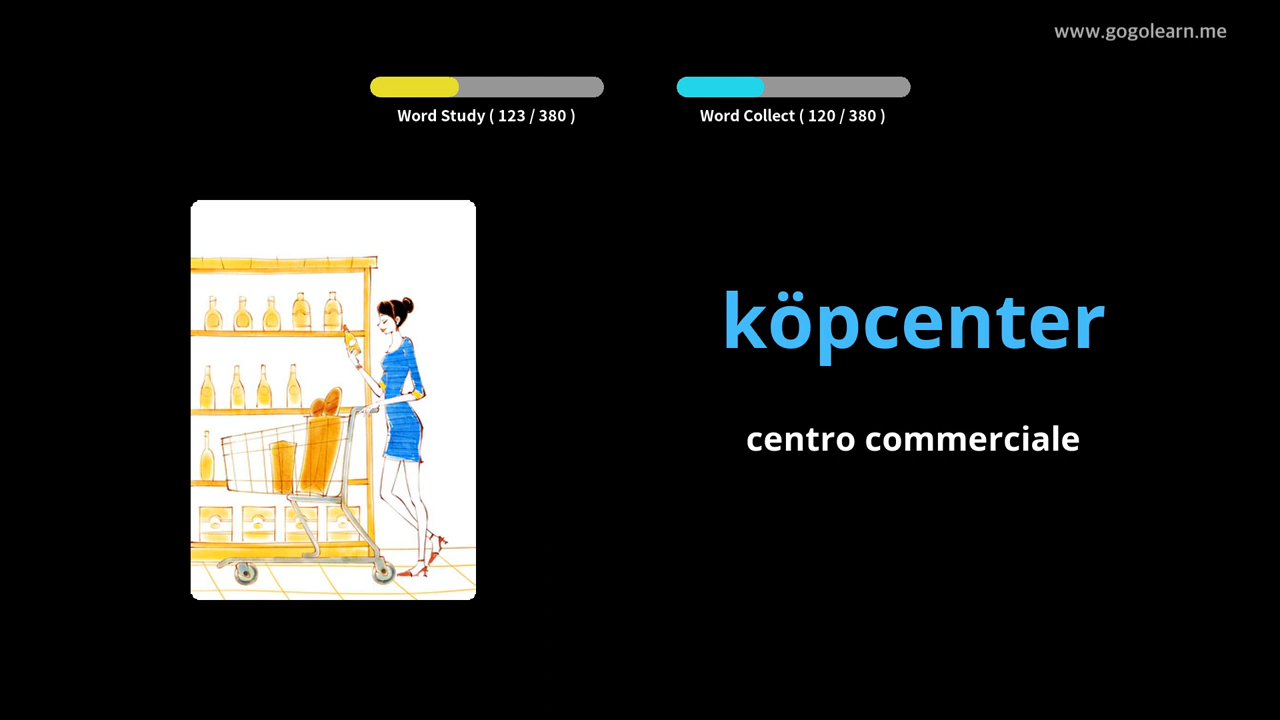 www.gogolearn.me
Word Study ( 123 / 380 )
Word Collect ( 120 / 380 )
köpcenter
centro commerciale